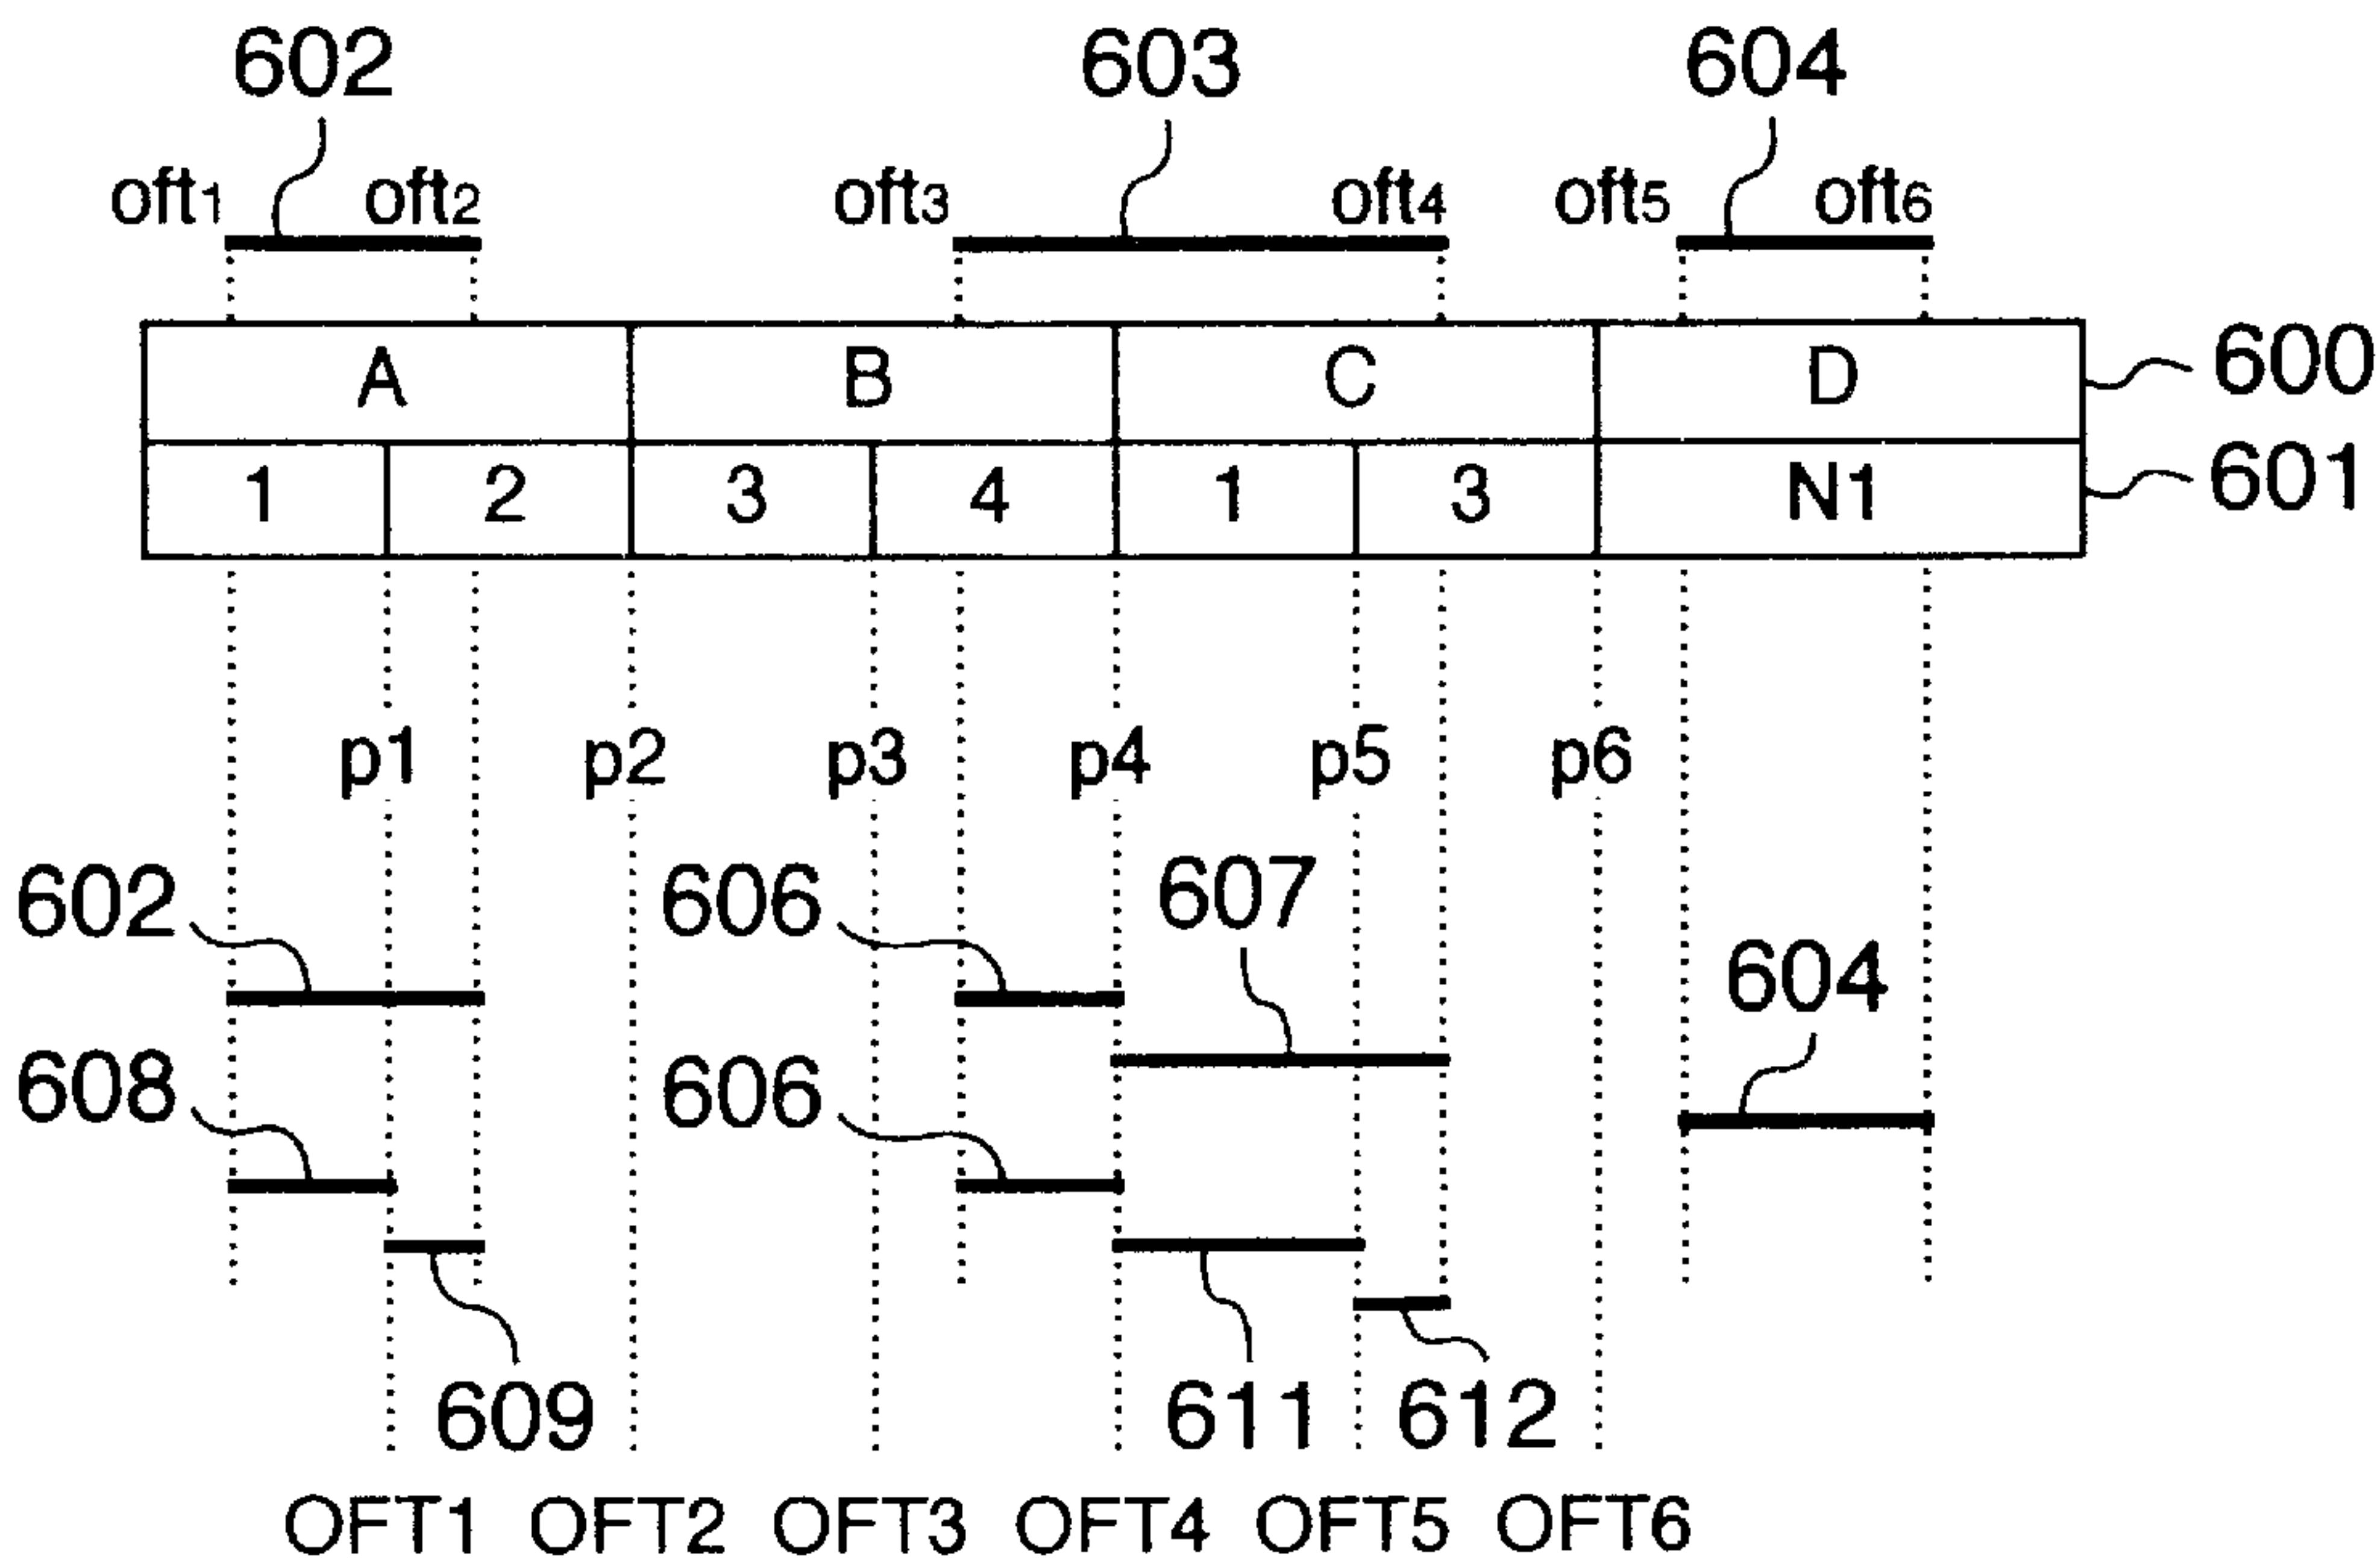 602 603 604
oft1 oft2 oft3 oft4 oft5 oft6
A B C D 600
1 2 3 4 1 3 N1 601
p1 p2 p3 p4 p5 p6
602 606 607
604
608 606
609 611 612
OFT1 OFT2 OFT3 OFT4 OFT5 OFT6